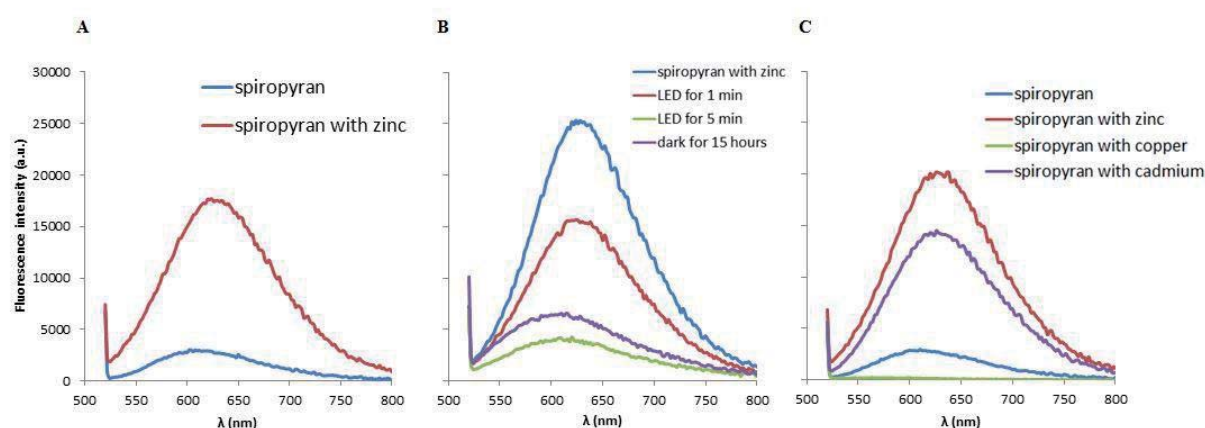 A
B
C
Fluorescence intensity (a.u.)
30000
25000
20000
15000
10000
5000
0
spiropyran
spiropyran with zinc
500 550 600 650 700 750 800
λ (nm)
spiropyran with zinc
LED for 1 min
LED for 5 min
dark for 15 hours
500 550 600 650 700 750 800
λ (nm)
spiropyran
spiropyran with zinc
spiropyran with copper
spiropyran with cadmium
500 550 600 650 700 750 800
λ (nm)